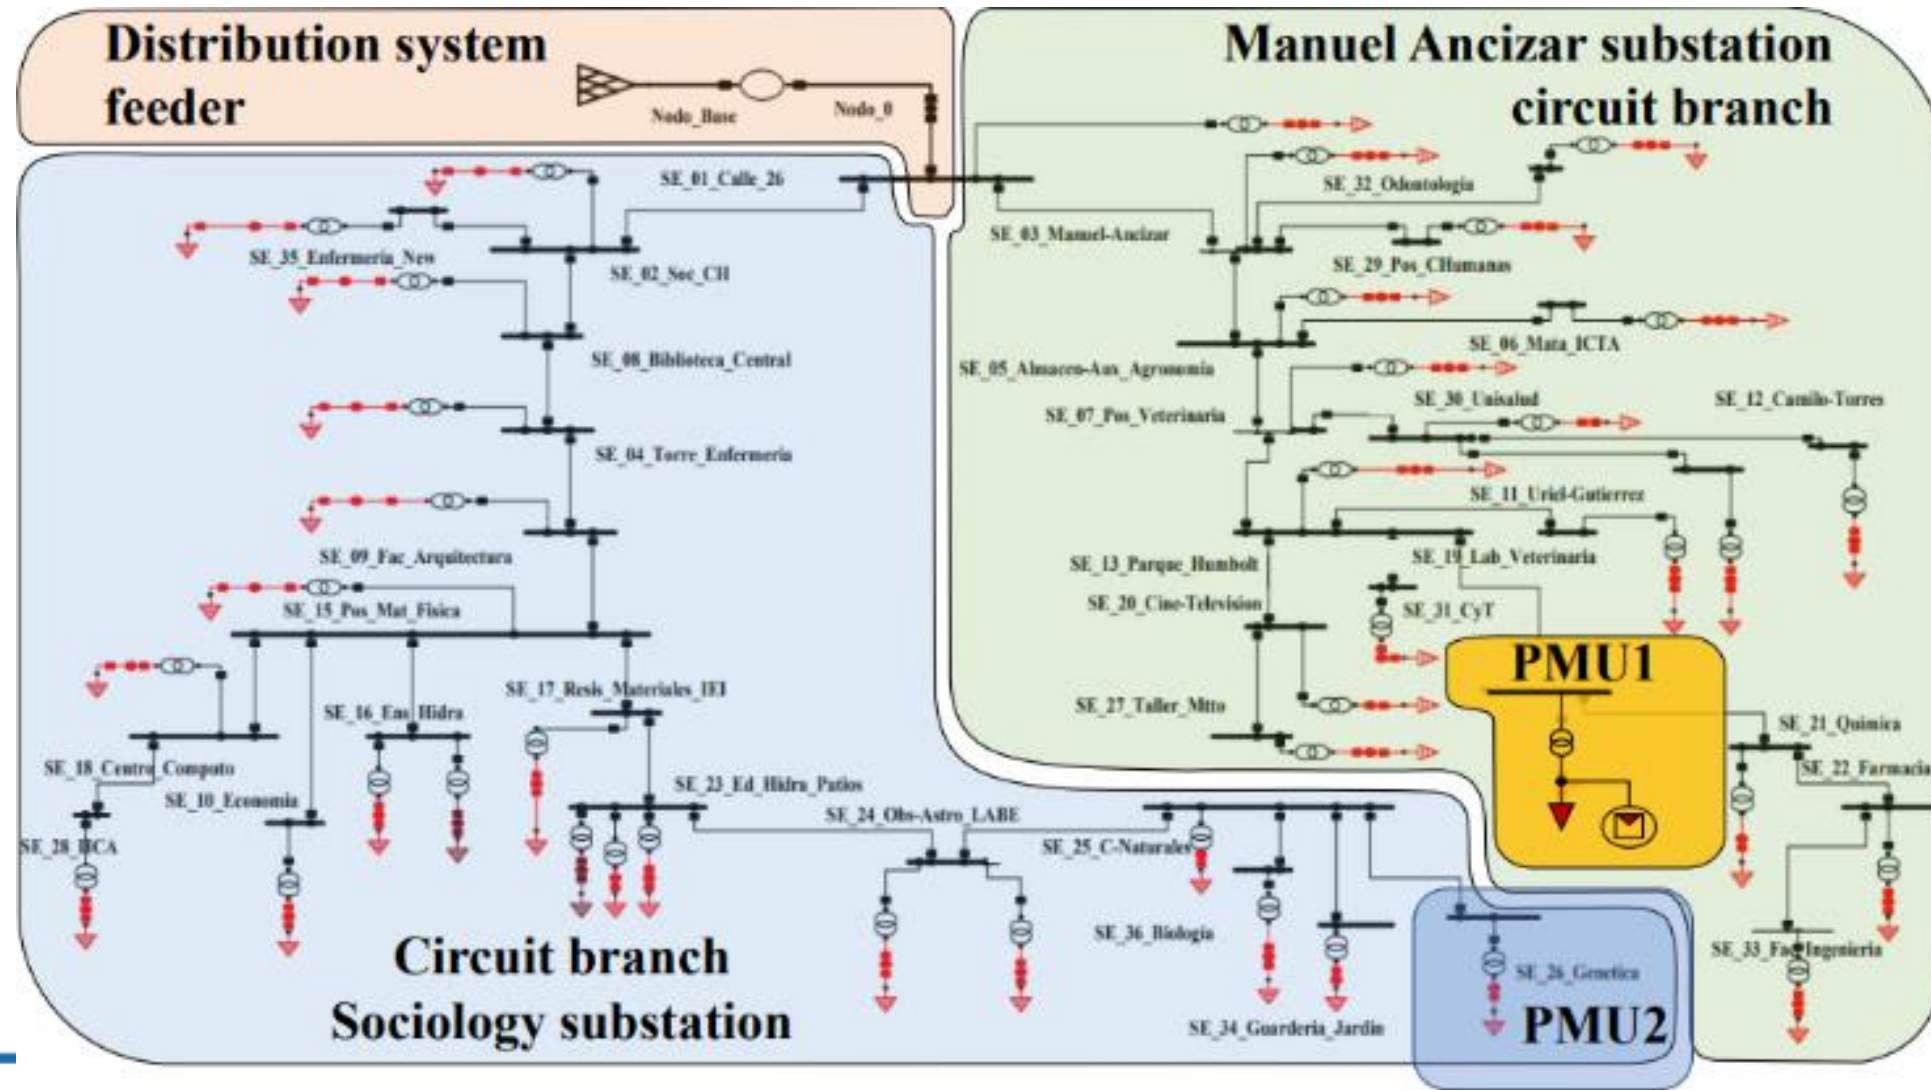 Distribution system
feeder
Nodo_Base
Nodo_0
Manuel Ancizar substation
circuit branch
SE_01_Calle_26
SE_32_Odontologia
SE_03_Manuel-Ancizar
SE_35_Enfermeria_New
SE_02_Soc_CH
SE_29_Pos_CHumanas
SE_08_Biblioteca_Central
SE_06_Mata_ICTA
SE_05_Almacen-Aux_Agronomia
SE_30_Unisalud
SE_12_Camilo-Torres
SE_07_Pos_Veterinaria
SE_04_Torre_Enfermeria
SE_11_Uriel-Gutierrez
SE_09_Fac_Arquitectura
SE_19_Lab_Veterinaria
SE_13_Parque_Humbolt
SE_15_Pos_Mat_Fisica
SE_20_Cine-Television
SE_31_CyT
PMU1
SE_17_Resis_Materiales_IEI
SE_16_Ens_Hidra
SE_27_Taller_Mtto
SE_21_Quimica
SE_18_Centro_Computo
SE_22_Farmacia
SE_23_Ed_Hidra_Patios
SE_10_Economia
SE_24_Obs-Astro_LABE
SE_28_HCA
SE_25_C-Naturales
SE_36_Biologia
SE_33_Fac_Ingenieria
Circuit branch
Sociology substation
SE_26_Genetica
SE_34_Guarderia_Jardin
PMU2